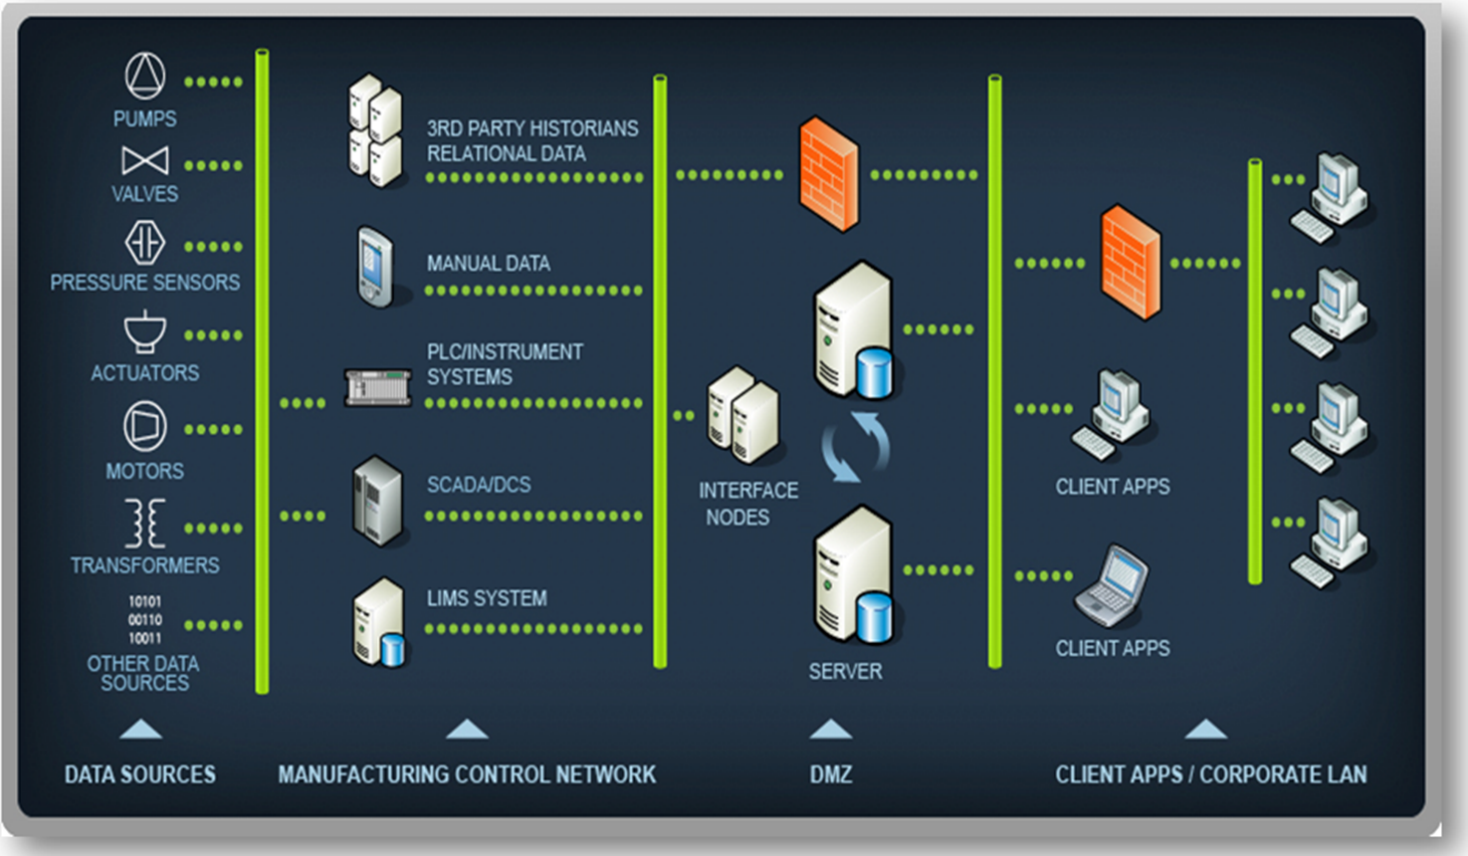 PUMPS
VALVES
PRESSURE SENSORS
ACTUATORS
MOTORS
TRANSFORMERS
10101
00110
10011
OTHER DATA
SOURCES
3RD PARTY HISTORIANS
RELATIONAL DATA
MANUAL DATA
PLC/INSTRUMENT
SYSTEMS
SCADA/DCS
LIMS SYSTEM
INTERFACE
NODES
SERVER
CLIENT APPS
CLIENT APPS
DATA SOURCES
MANUFACTURING CONTROL NETWORK
DMZ
CLIENT APPS / CORPORATE LAN